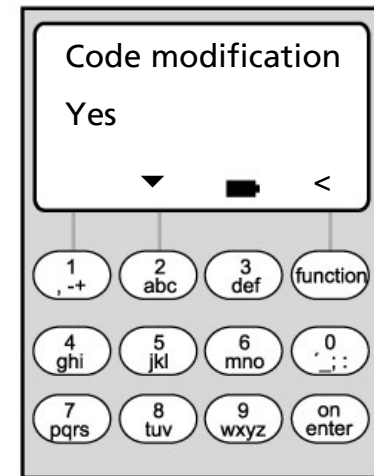 Code modification
Yes
<
1 2 3 function
, -+ abc def
4 5 6 0
ghi jkl mno ´_;:
7 8 9 on
pqrs tuv wxyz enter